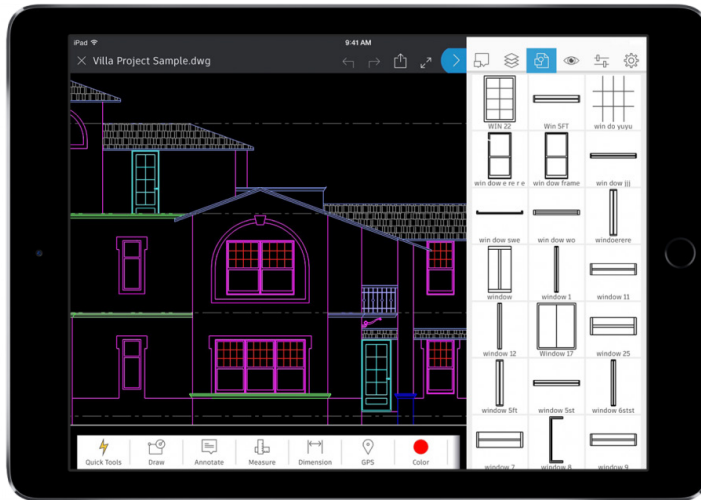 iPad
9:41 AM
Villa Project Sample.dwg
WIN 22
Win 5FT
win do yuyu
win dow e re r e
win dow frame
win dow jjj
win dow swe
win dow wo
windoerere
window
window 1
window 11
window 12
Window 17
window 25
window 5ft
window 5st
window 6stst
window 7
window 8
window 9
Quick Tools
Draw
Annotate
Measure
Dimension
GPS
Color